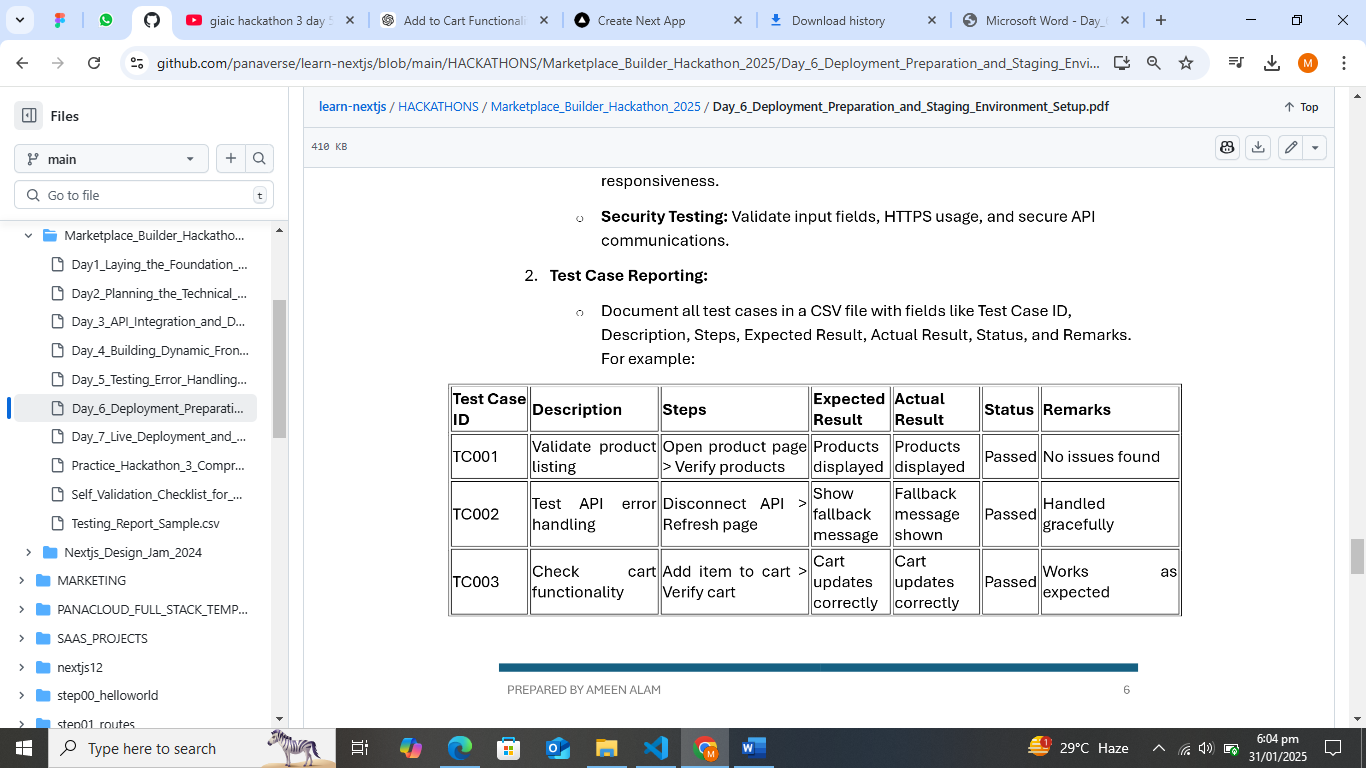 giaic hackathon 3 day 5
Add to Cart Functionali
Create Next App
Download history
Microsoft Word - Day_
github.com/panaverse/learn-nextjs/blob/main/HACKATHONS/Marketplace_Builder_Hackathon_2025/Day_6_Deployment_Preparation_and_Staging_Envi...
M
Files
learn-nextjs / HACKATHONS / Marketplace_Builder_Hackathon_2025 / Day_6_Deployment_Preparation_and_Staging_Environment_Setup.pdf
Top
main
410 KB
Go to file
t
Marketplace_Builder_Hackatho...
Day1_Laying_the_Foundation_...
Day2_Planning_the_Technical_...
Day_3_API_Integration_and_D...
Day_4_Building_Dynamic_Fron...
Day_5_Testing_Error_Handling...
Day_6_Deployment_Preparati...
Day_7_Live_Deployment_and_...
Practice_Hackathon_3_Compr...
Self_Validation_Checklist_for_...
Testing_Report_Sample.csv
Nextjs_Design_Jam_2024
MARKETING
PANACLOUD_FULL_STACK_TEMP...
SAAS_PROJECTS
nextjs12
step00_helloworld
step01_routes
responsiveness.
Security Testing: Validate input fields, HTTPS usage, and secure API
communications.
2. Test Case Reporting:
Document all test cases in a CSV file with fields like Test Case ID,
Description, Steps, Expected Result, Actual Result, Status, and Remarks.
For example:
Test Case ID Description Steps Expected Result Actual Result Status Remarks
TC001 Validate product listing Open product page > Verify products Products displayed Products displayed Passed No issues found
TC002 Test API error handling Disconnect API > Refresh page Show fallback message Fallback message shown Passed Handled gracefully
TC003 Check cart functionality Add item to cart > Verify cart Cart updates correctly Cart updates correctly Passed Works as expected
PREPARED BY AMEEN ALAM 6
Type here to search
1
29°C Haze
6:04 pm
31/01/2025